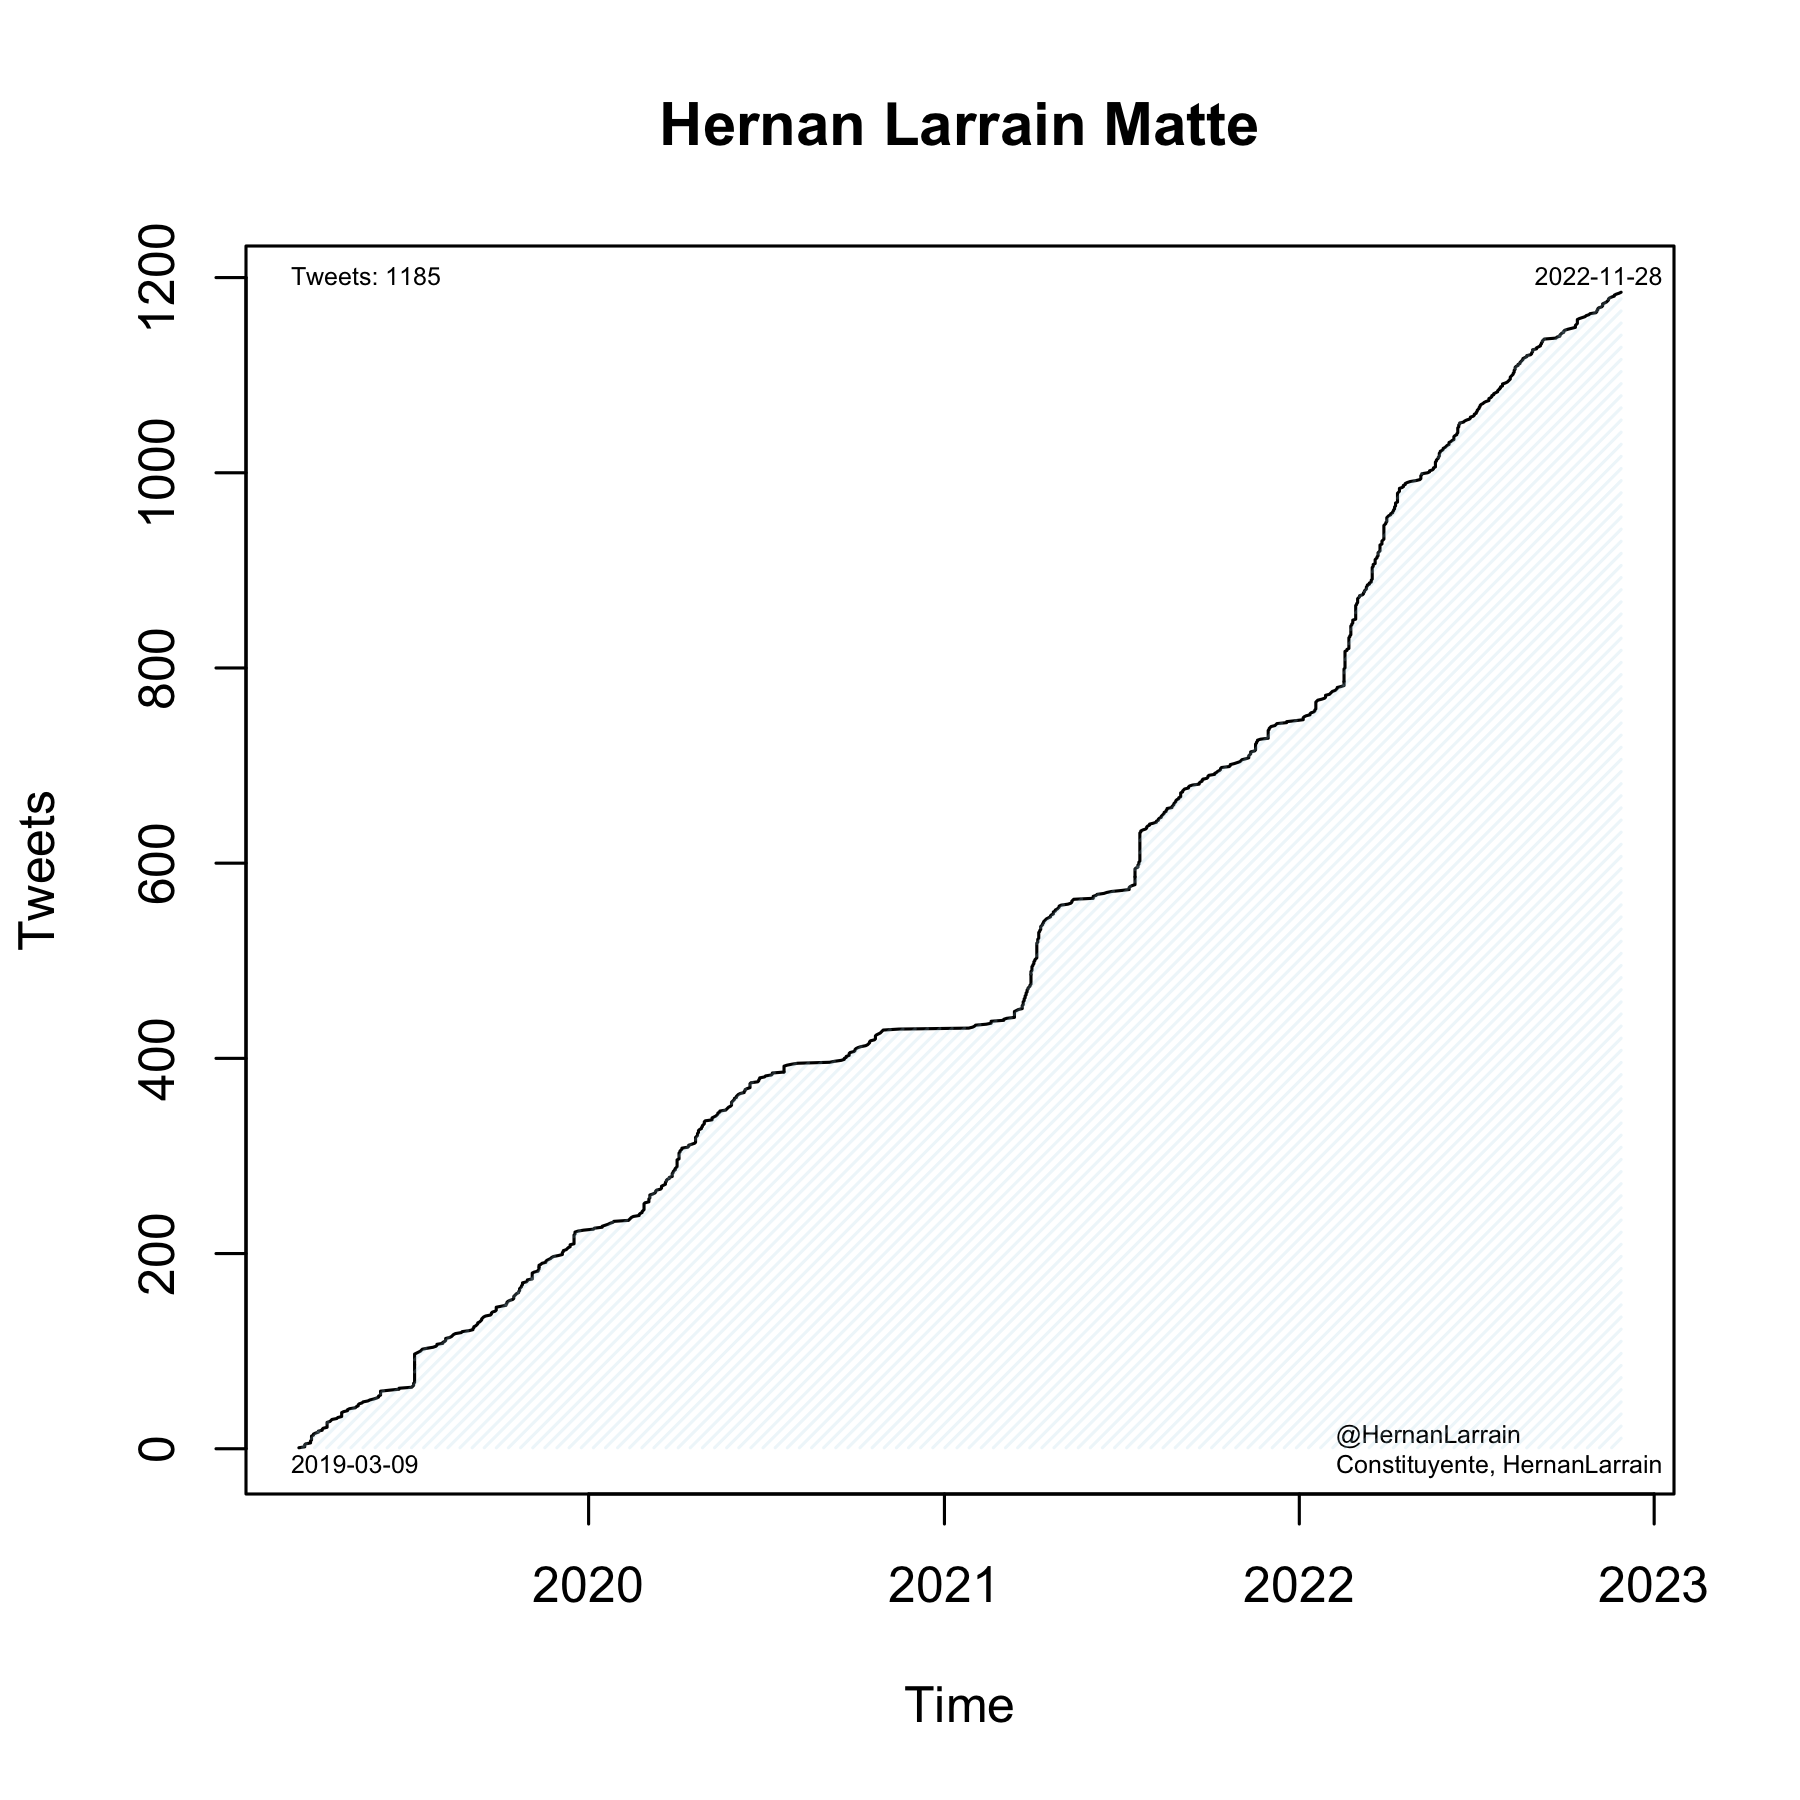 Hernan Larrain Matte
Tweets: 1185
2022-11-28
1200
1000
800
600
400
200
0
Tweets
@HernanLarrain
Constituyente, HernanLarrain
2019-03-09
2020
2021
2022
2023
Time